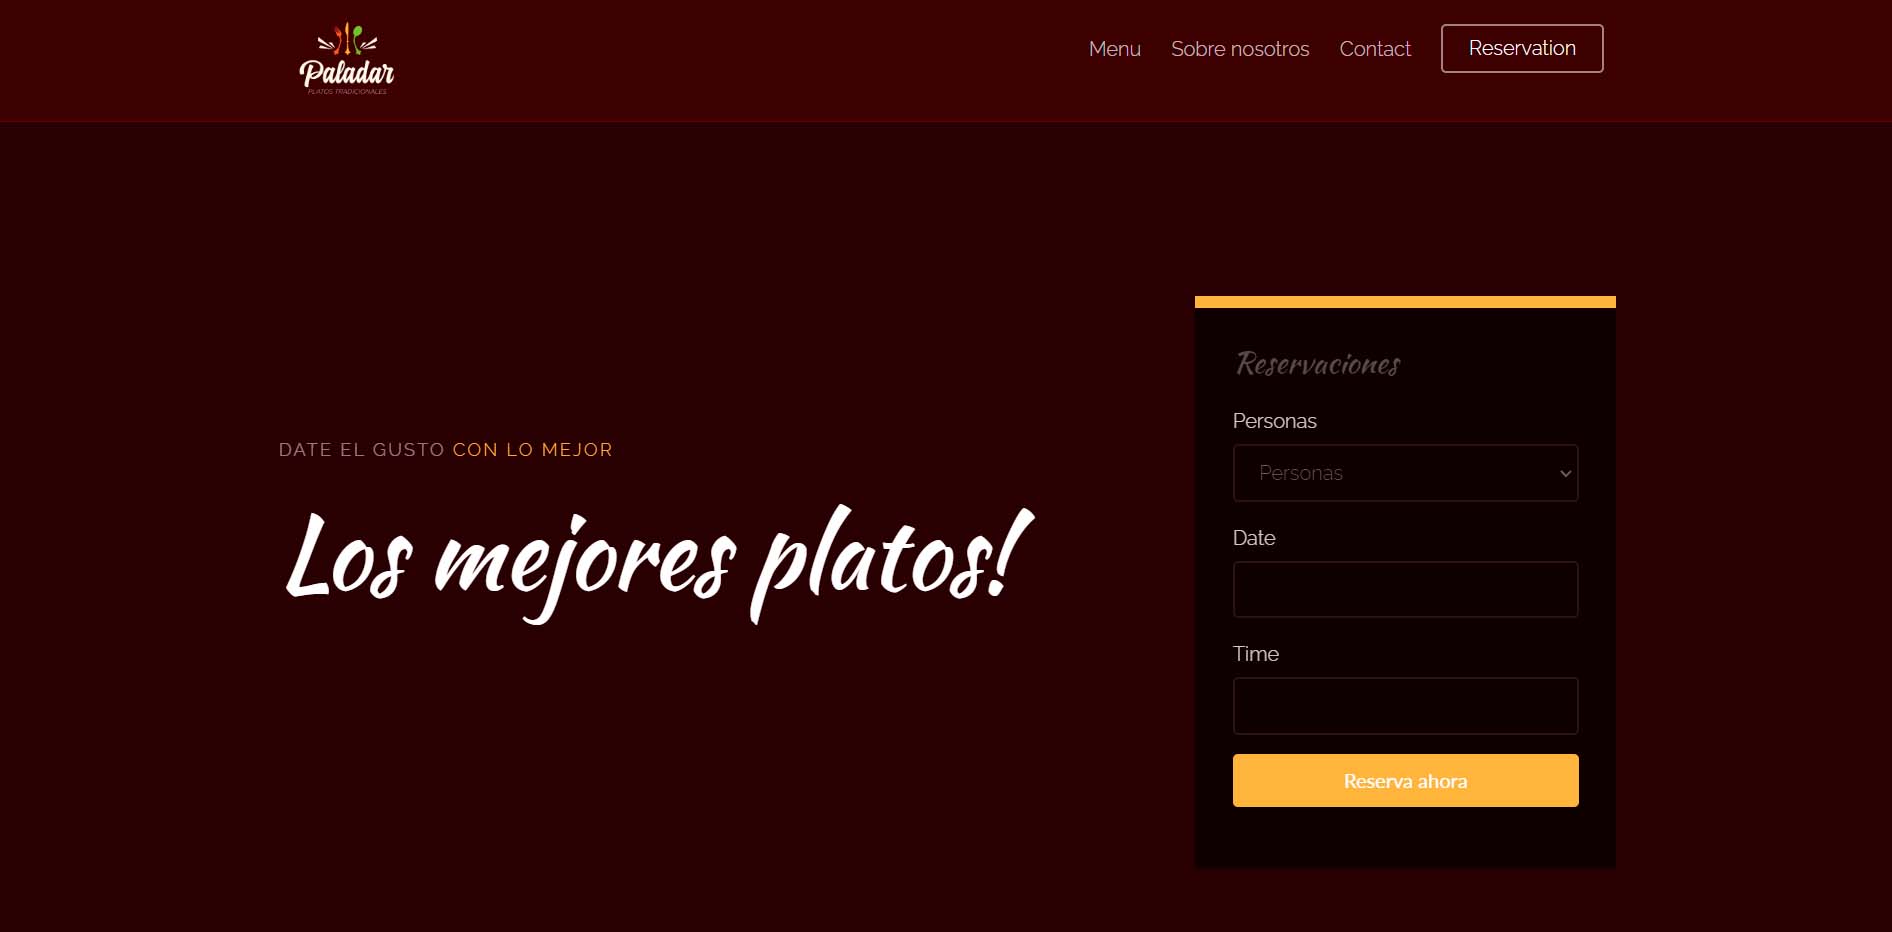 Paladar
PLATOS TRADICIONALES
Menu
Sobre nosotros
Contact
Reservation
DATE EL GUSTO CON LO MEJOR
Los mejores platos!
Reservaciones
Personas
Personas
Date
Time
Reserva ahora